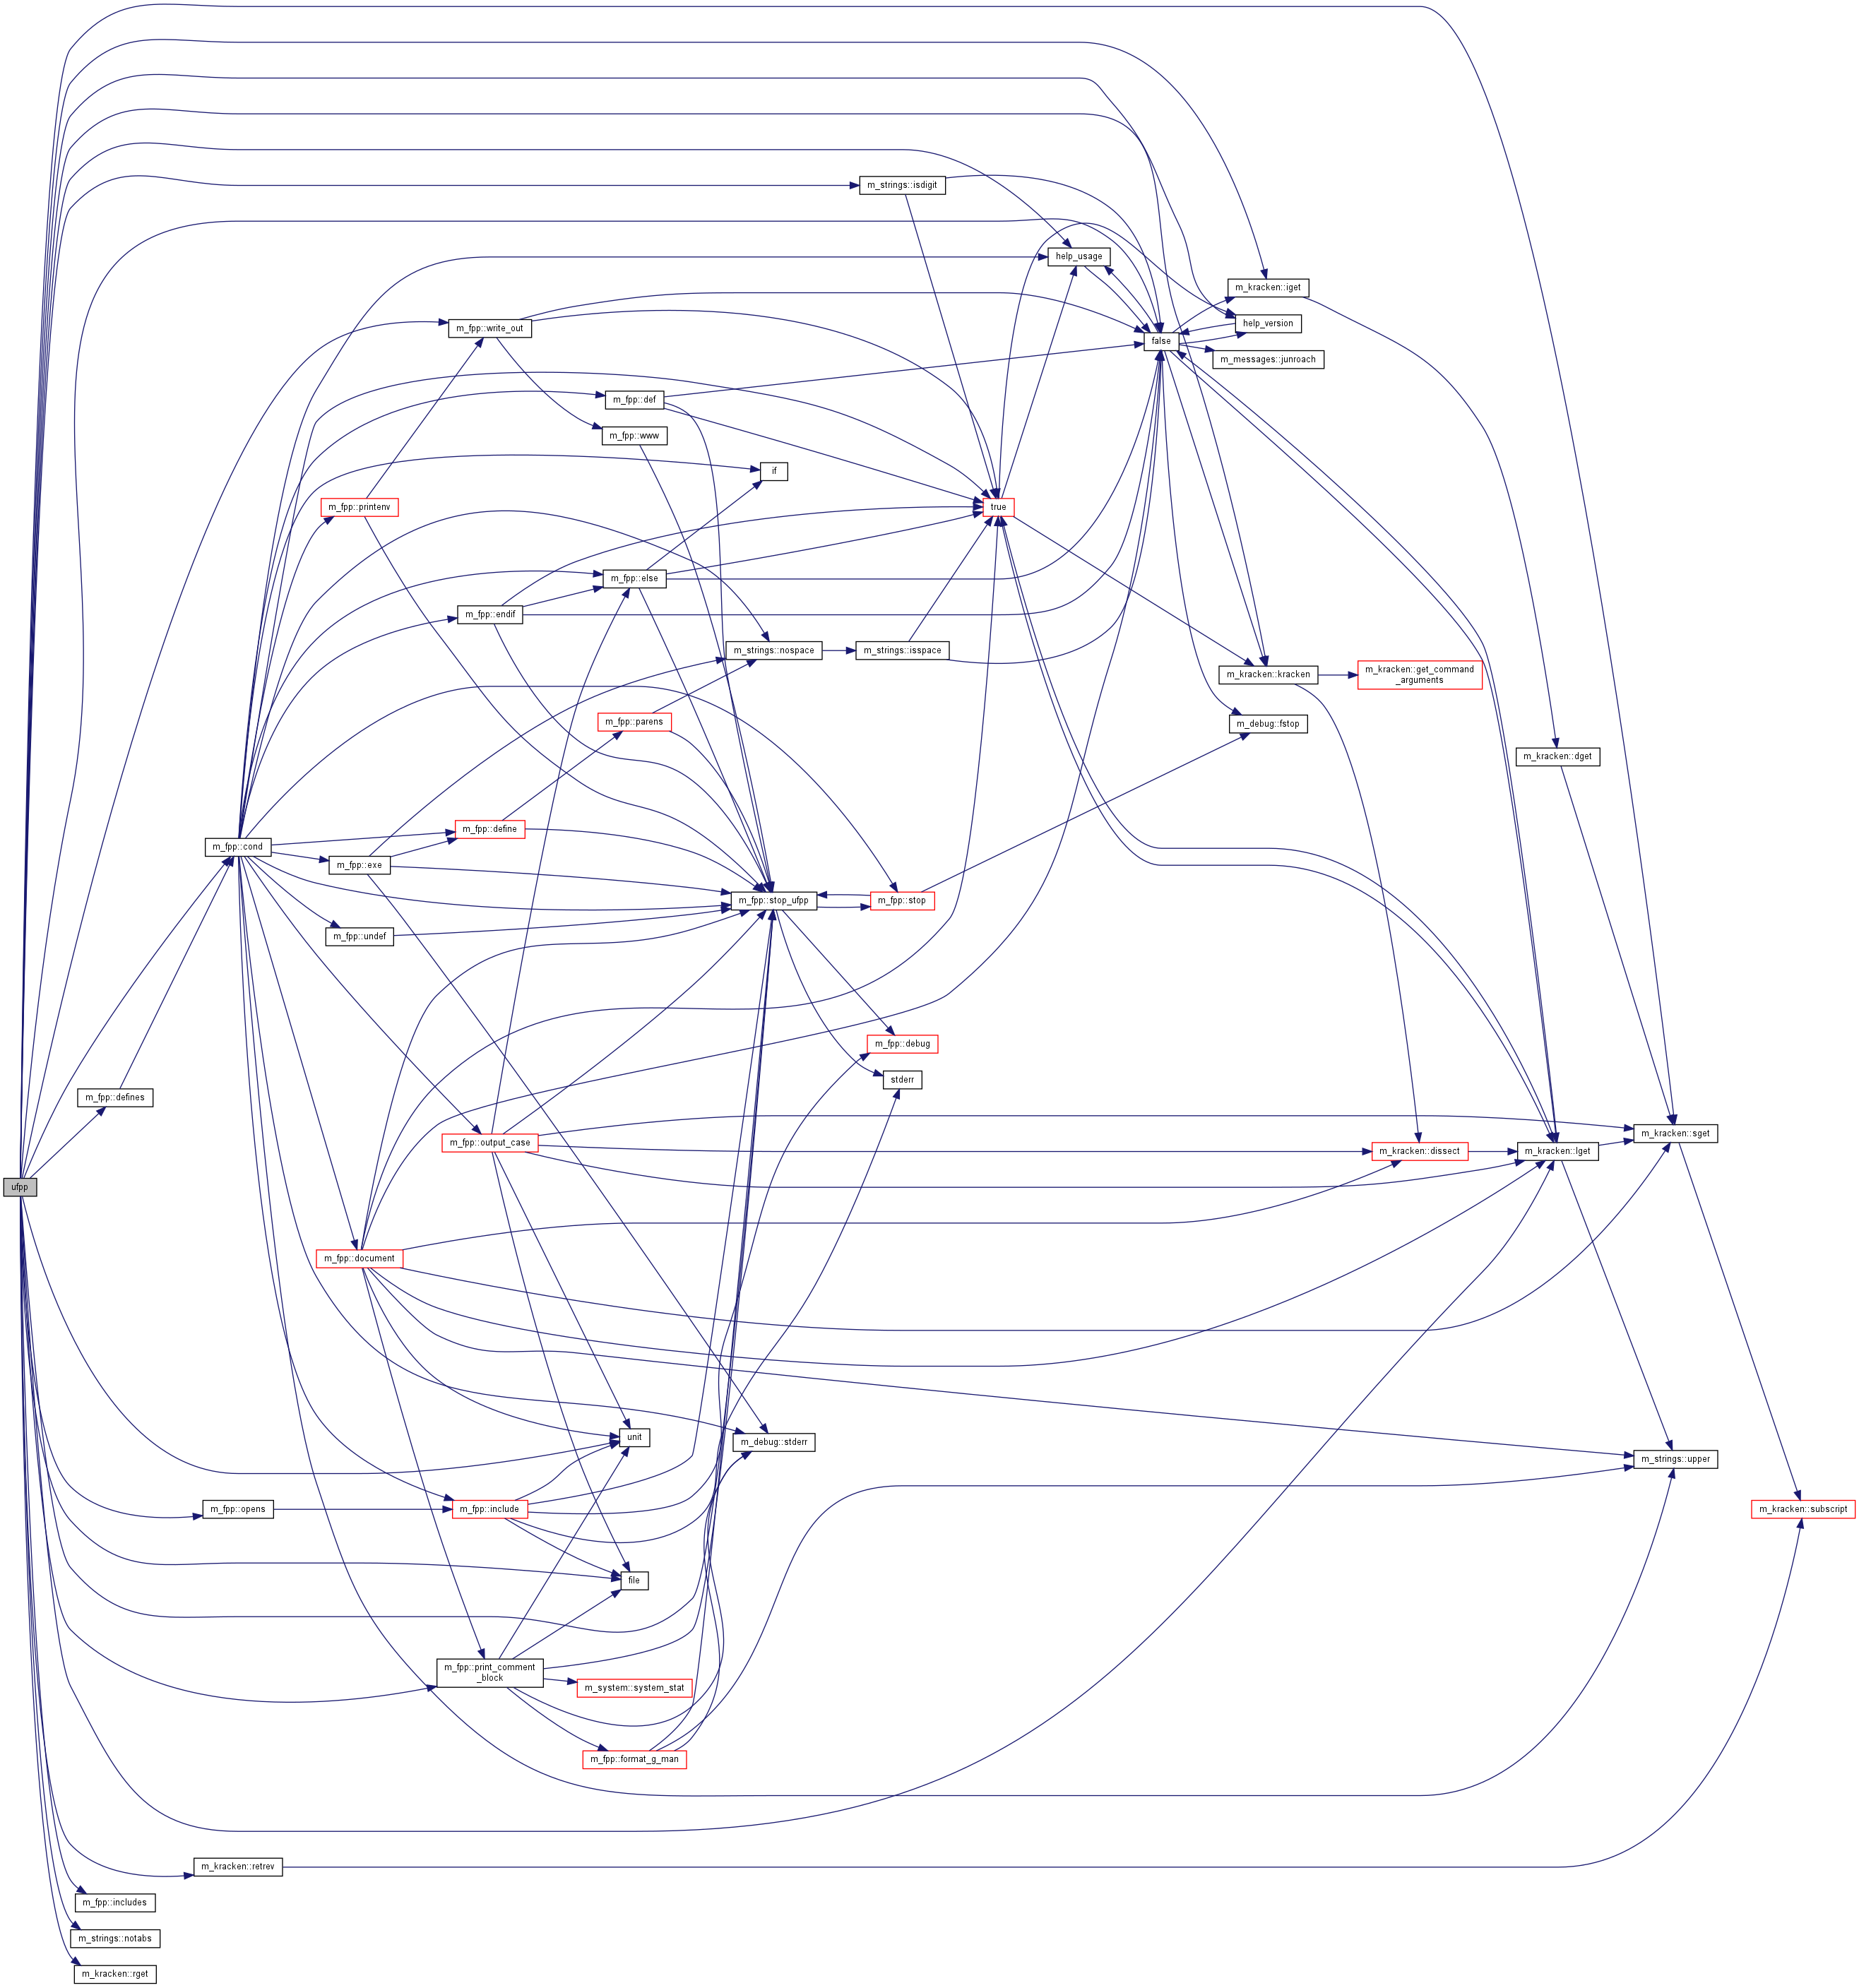 m_strings::isdigit
help_usage
m_kracken::iget
help_version
m_fpp::write_out
false
m_messages::junroach
m_fpp::def
m_fpp::www
if
m_fpp::printenv
true
m_fpp::else
m_fpp::endif
m_strings::nospace
m_strings::isspace
m_kracken::kracken
m_kracken::get_command
_arguments
m_fpp::parens
m_debug::fstop
m_kracken::dget
m_fpp::define
m_fpp::cond
m_fpp::exe
m_fpp::stop_ufpp
m_fpp::stop
m_fpp::undef
m_fpp::debug
stderr
m_fpp::defines
m_kracken::sget
m_fpp::output_case
m_kracken::dissect
m_kracken::lget
ufpp
m_fpp::document
unit
m_debug::stderr
m_strings::upper
m_fpp::opens
m_fpp::include
m_kracken::subscript
file
m_fpp::print_comment
_block
m_system::system_stat
m_fpp::format_g_man
m_kracken::retrev
m_fpp::includes
m_strings::notabs
m_kracken::rget